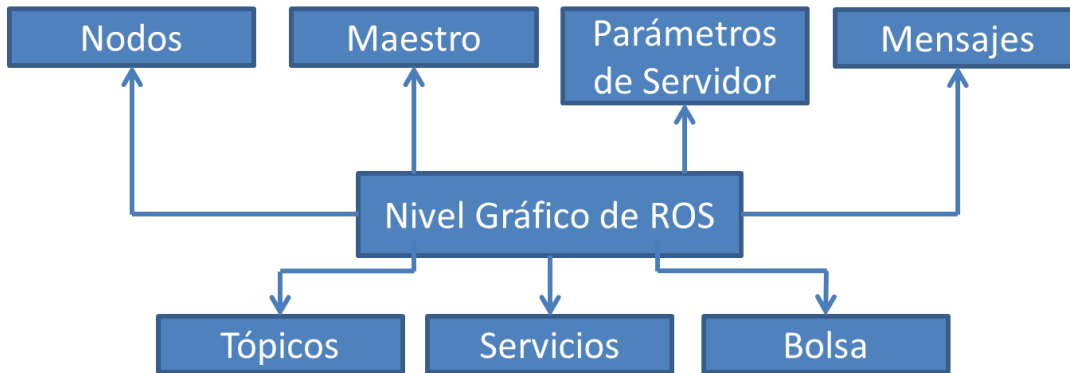 Nodos
Maestro
Parámetros
de Servidor
Mensajes
Nivel Gráfico de ROS
Tópicos
Servicios
Bolsa